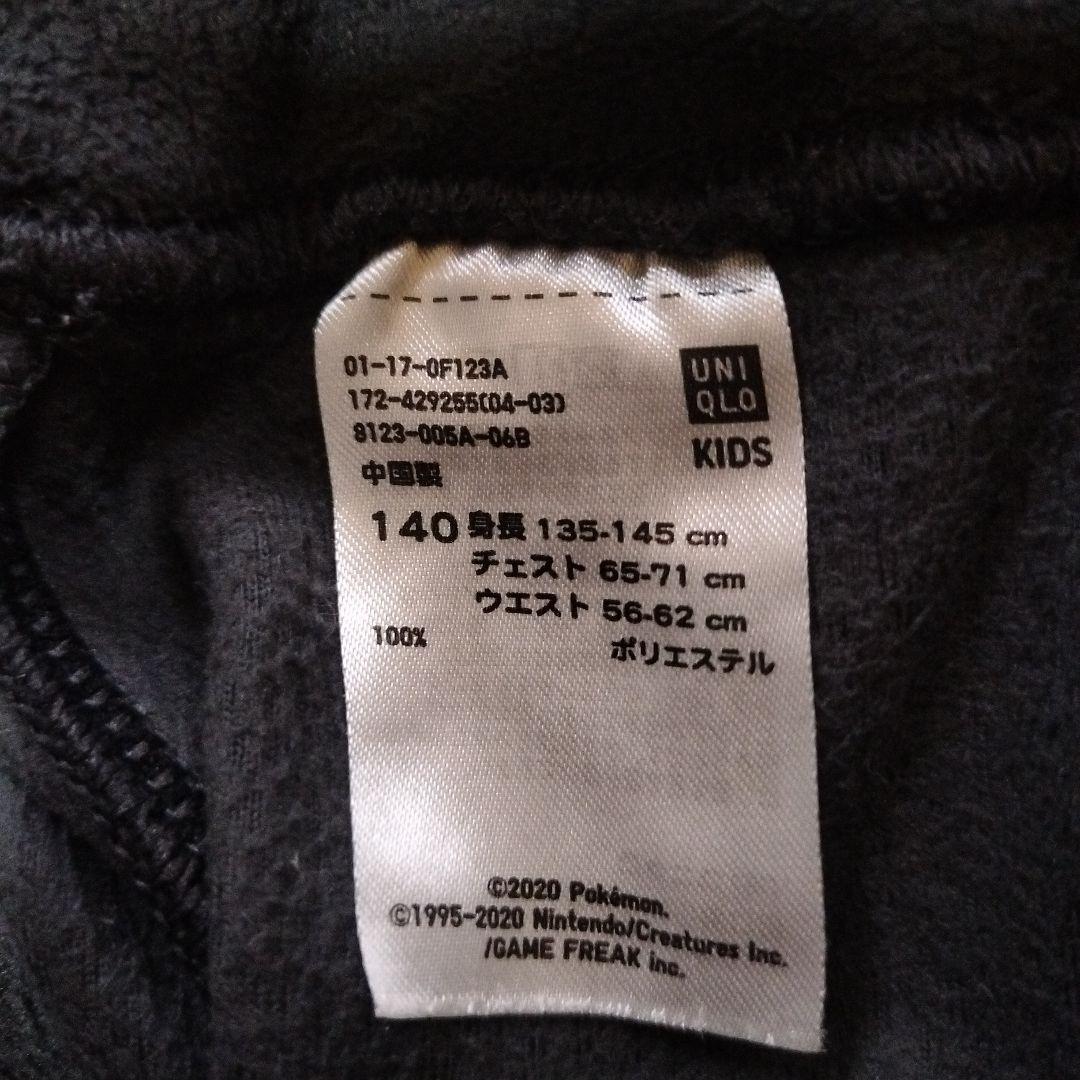 01-17-0F123A
172-429255(04-03)
8123-005A-06B
中国製
UNI
QLO
KIDS
140 身長 135-145 cm
チェスト 65-71 cm
ウエスト 56-62 cm
100% ポリエステル
©2020 Pokémon.
©1995-2020 Nintendo/Creatures Inc.
/GAME FREAK inc.